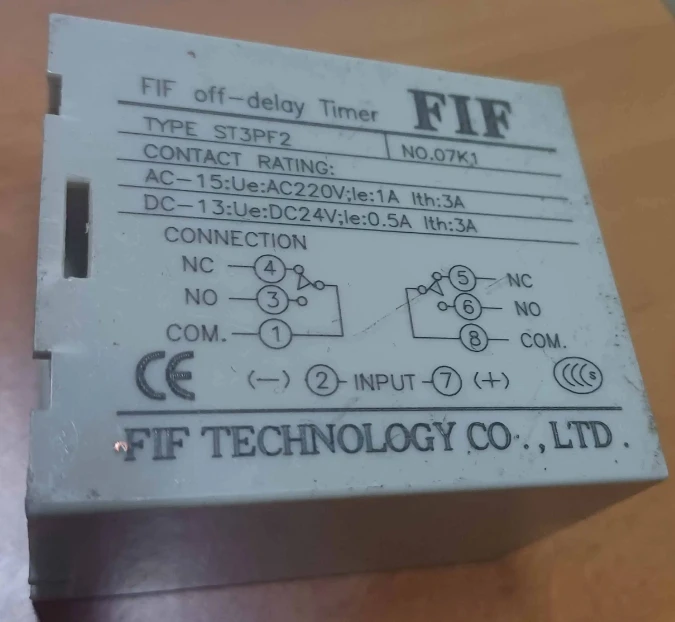 FIF off-delay Timer FIF
TYPE ST3PF2 NO.07K1
CONTACT RATING:
AC-15:Ue:AC220V;Ie:1A Ith:3A
DC-13:Ue:DC24V;Ie:0.5A Ith:3A
CONNECTION
NC 4 5 NC
NO 3 6 NO
COM. 1 8 COM.
CE (-) 2 INPUT 7 (+) CCC S
FIF TECHNOLOGY CO.,LTD.